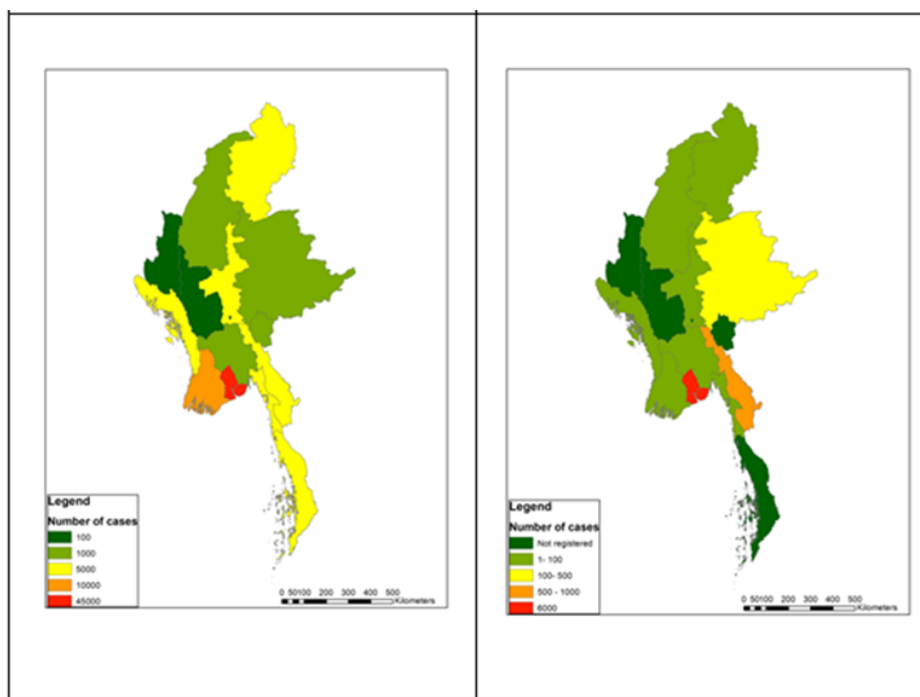 Legend
Number of cases
100
1000
5000
10000
45000
0 50100 200 300 400 500
Kilometers
Legend
Number of cases
Not registered
1- 100
100- 500
500 - 1000
6000
0 50100 200 300 400 500
Kilometers